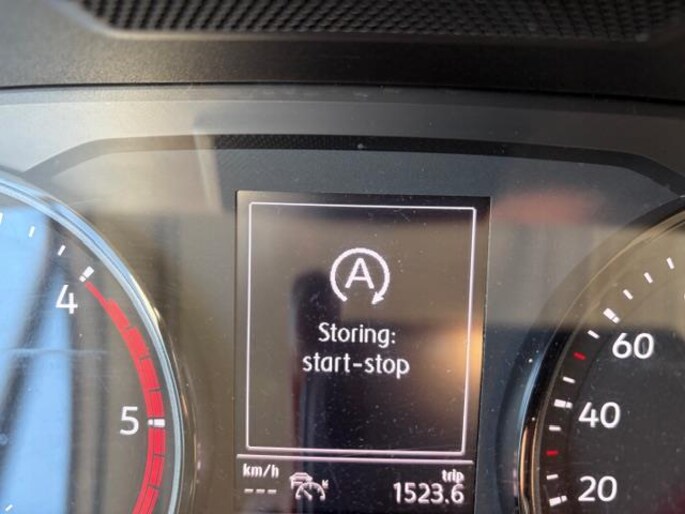 A
Storing:
start-stop
4
5
60
40
20
km/h
trip
---
1523.6